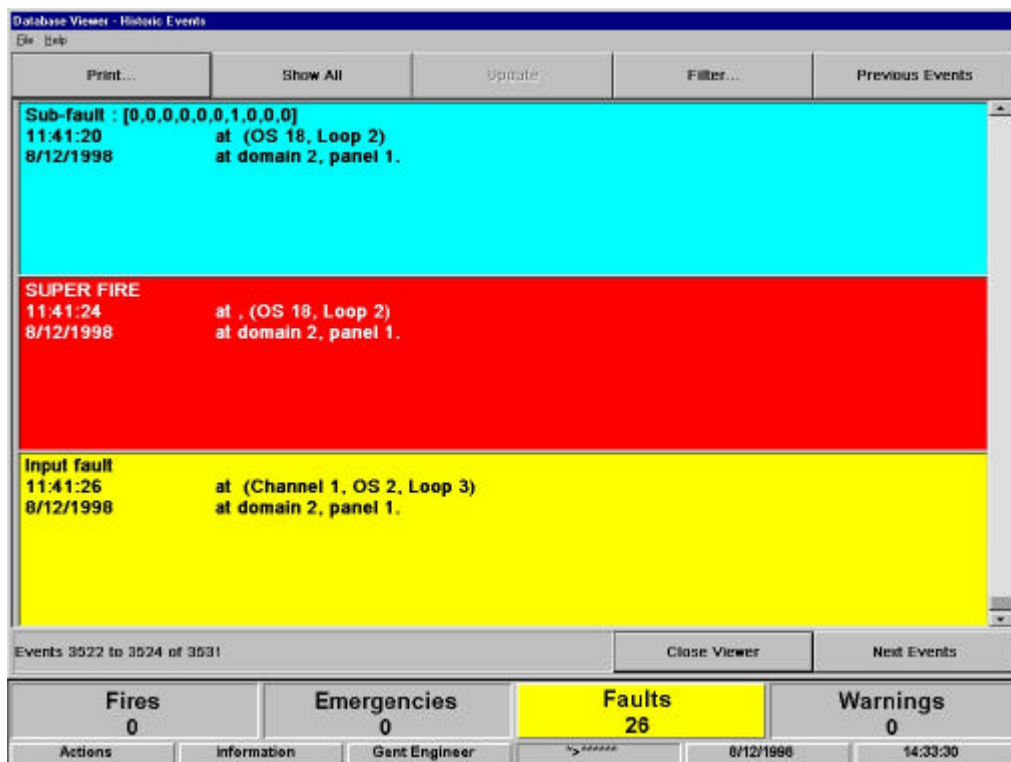 Database Viewer - Historic Events
File Help
Print... Show All Update Filter... Previous Events
Sub-fault : [0,0,0,0,0,0,1,0,0,0]
11:41:20 at (OS 18, Loop 2)
8/12/1998 at domain 2, panel 1.
SUPER FIRE
11:41:24 at , (OS 18, Loop 2)
8/12/1998 at domain 2, panel 1.
Input fault
11:41:26 at (Channel 1, OS 2, Loop 3)
8/12/1998 at domain 2, panel 1.
Events 3522 to 3524 of 3531 Close Viewer Next Events
Fires Emergencies Faults Warnings
0 0 26 0
Actions Information Gent Engineer 8/12/1998 14:33:30